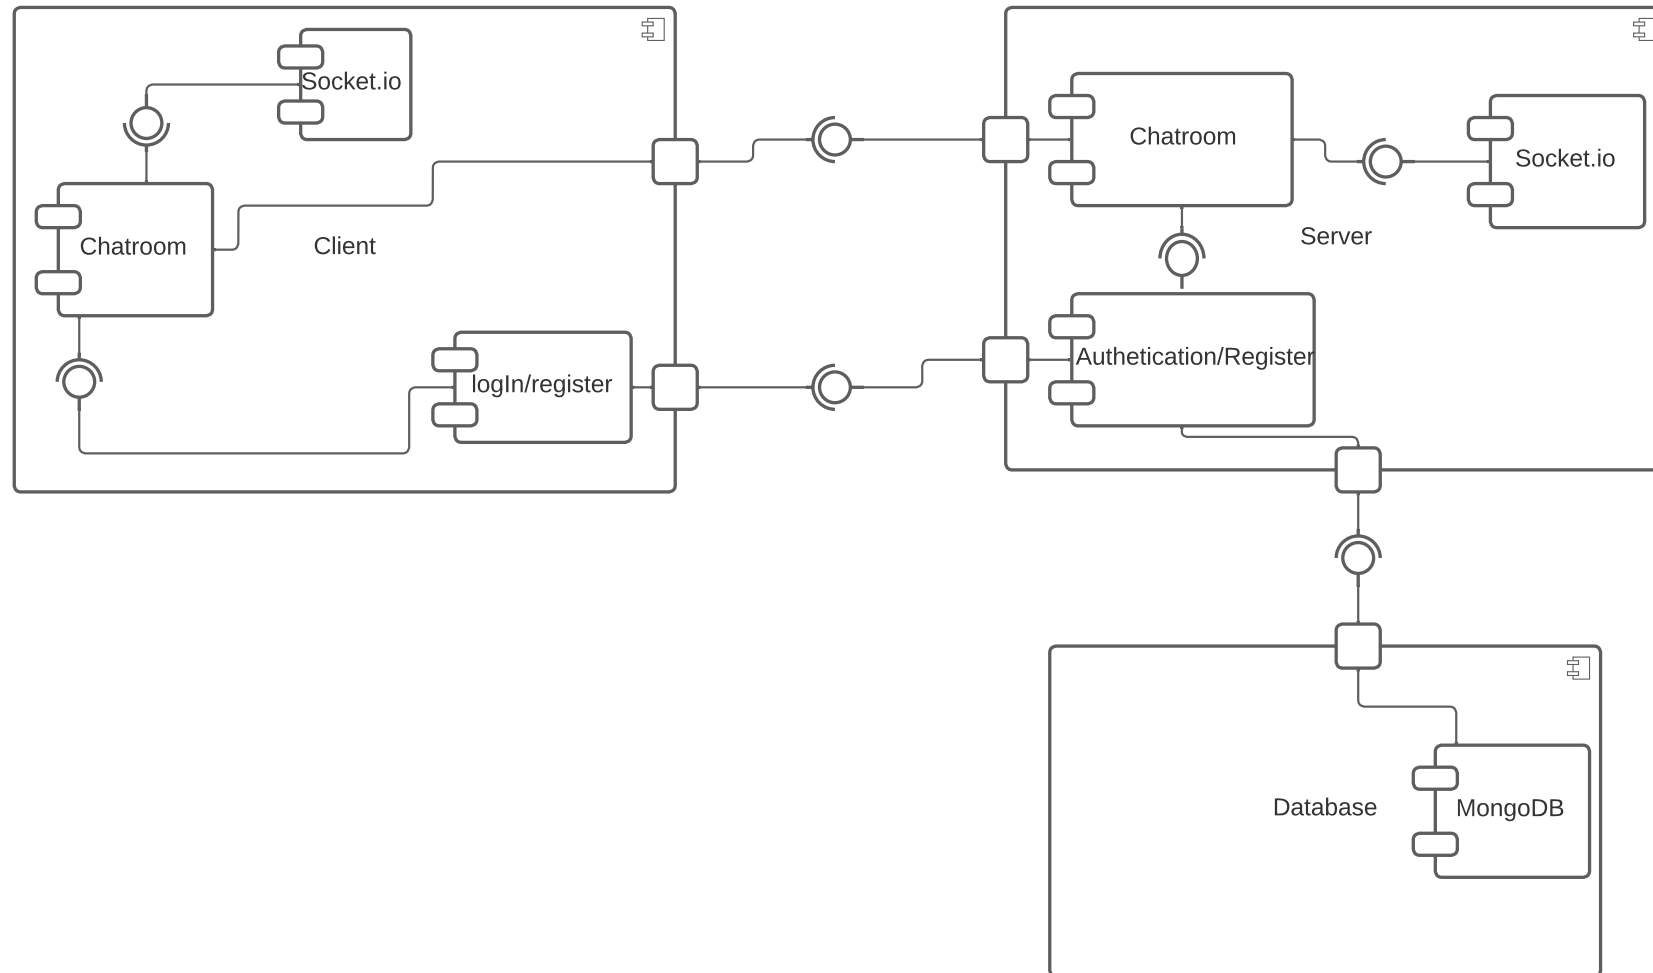 Socket.io
Chatroom
Client
logIn/register
Chatroom
Socket.io
Server
Authetication/Register
Database
MongoDB